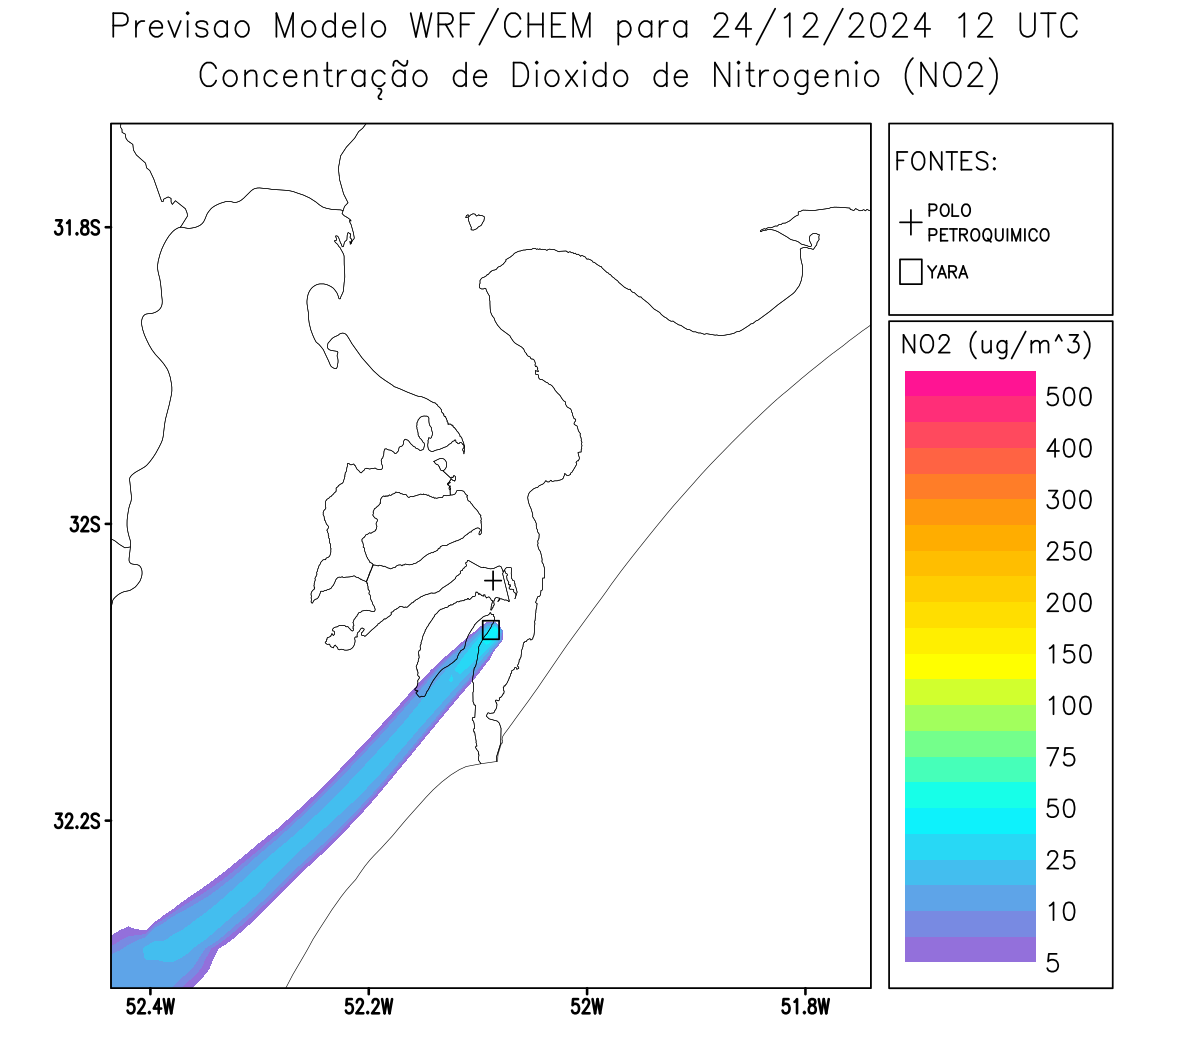 Previsao Modelo WRF/CHEM para 24/12/2024 12 UTC
Concentração de Dioxido de Nitrogenio (NO2)
FONTES:
POLO
PETROQUIMICO
YARA
NO2 (ug/m^3)
500
400
300
250
200
150
100
75
50
25
10
5
31.8S
32S
32.2S
52.4W
52.2W
52W
51.8W